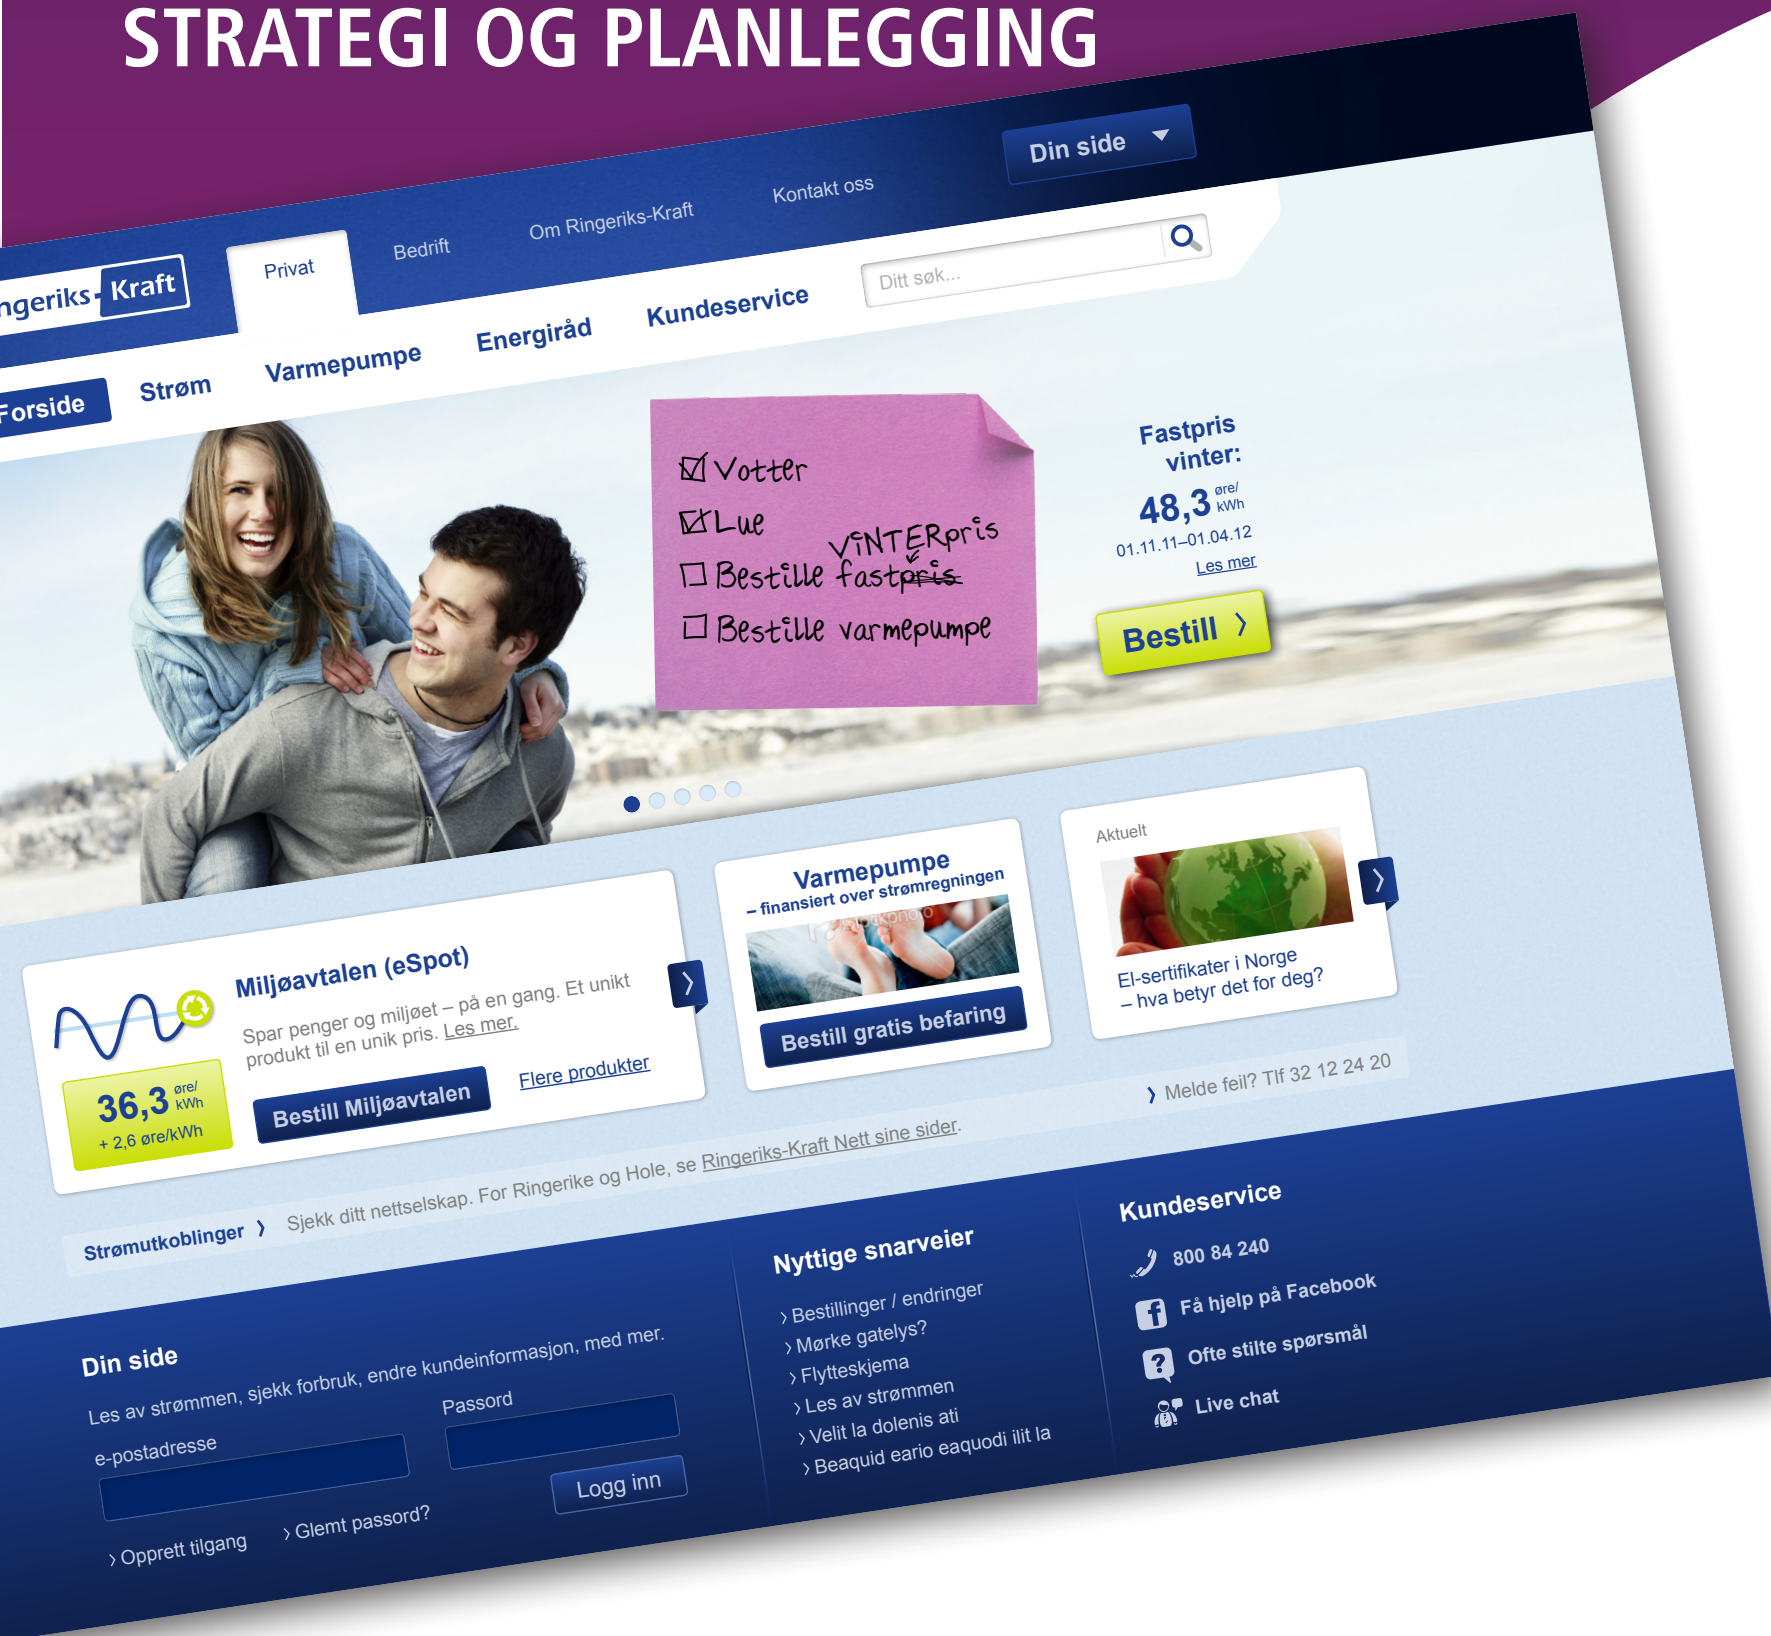 STRATEGI OG PLANLEGGING
Din side
Privat
Bedrift
Om Ringeriks-Kraft
Kontakt oss
ngeriks-Kraft
Ditt søk...
Forside
Strøm
Varmepumpe
Energiråd
Kundeservice
Votter
Lue
ViNTERpris
Bestille fastpris
Bestille varmepumpe
Fastpris
vinter:
48,3 øre/
kWh
01.11.11–01.04.12
Les mer
Bestill
Miljøavtalen (eSpot)
Spar penger og miljøet – på en gang. Et unikt
produkt til en unik pris. Les mer.
36,3 øre/
kWh
+ 2,6 øre/kWh
Bestill Miljøavtalen
Flere produkter
Varmepumpe
– finansiert over strømregningen
iStockphoto
Bestill gratis befaring
Aktuelt
El-sertifikater i Norge
– hva betyr det for deg?
Strømutkoblinger
Sjekk ditt nettselskap. For Ringerike og Hole, se Ringeriks-Kraft Nett sine sider.
Melde feil? Tlf 32 12 24 20
Din side
Les av strømmen, sjekk forbruk, endre kundeinformasjon, med mer.
e-postadresse
Passord
Logg inn
Opprett tilgang
Glemt passord?
Nyttige snarveier
Bestillinger / endringer
Mørke gatelys?
Flytteskjema
Les av strømmen
Velit la dolenis ati
Beaquid eario eaquodi ilit la
Kundeservice
800 84 240
Få hjelp på Facebook
Ofte stilte spørsmål
Live chat